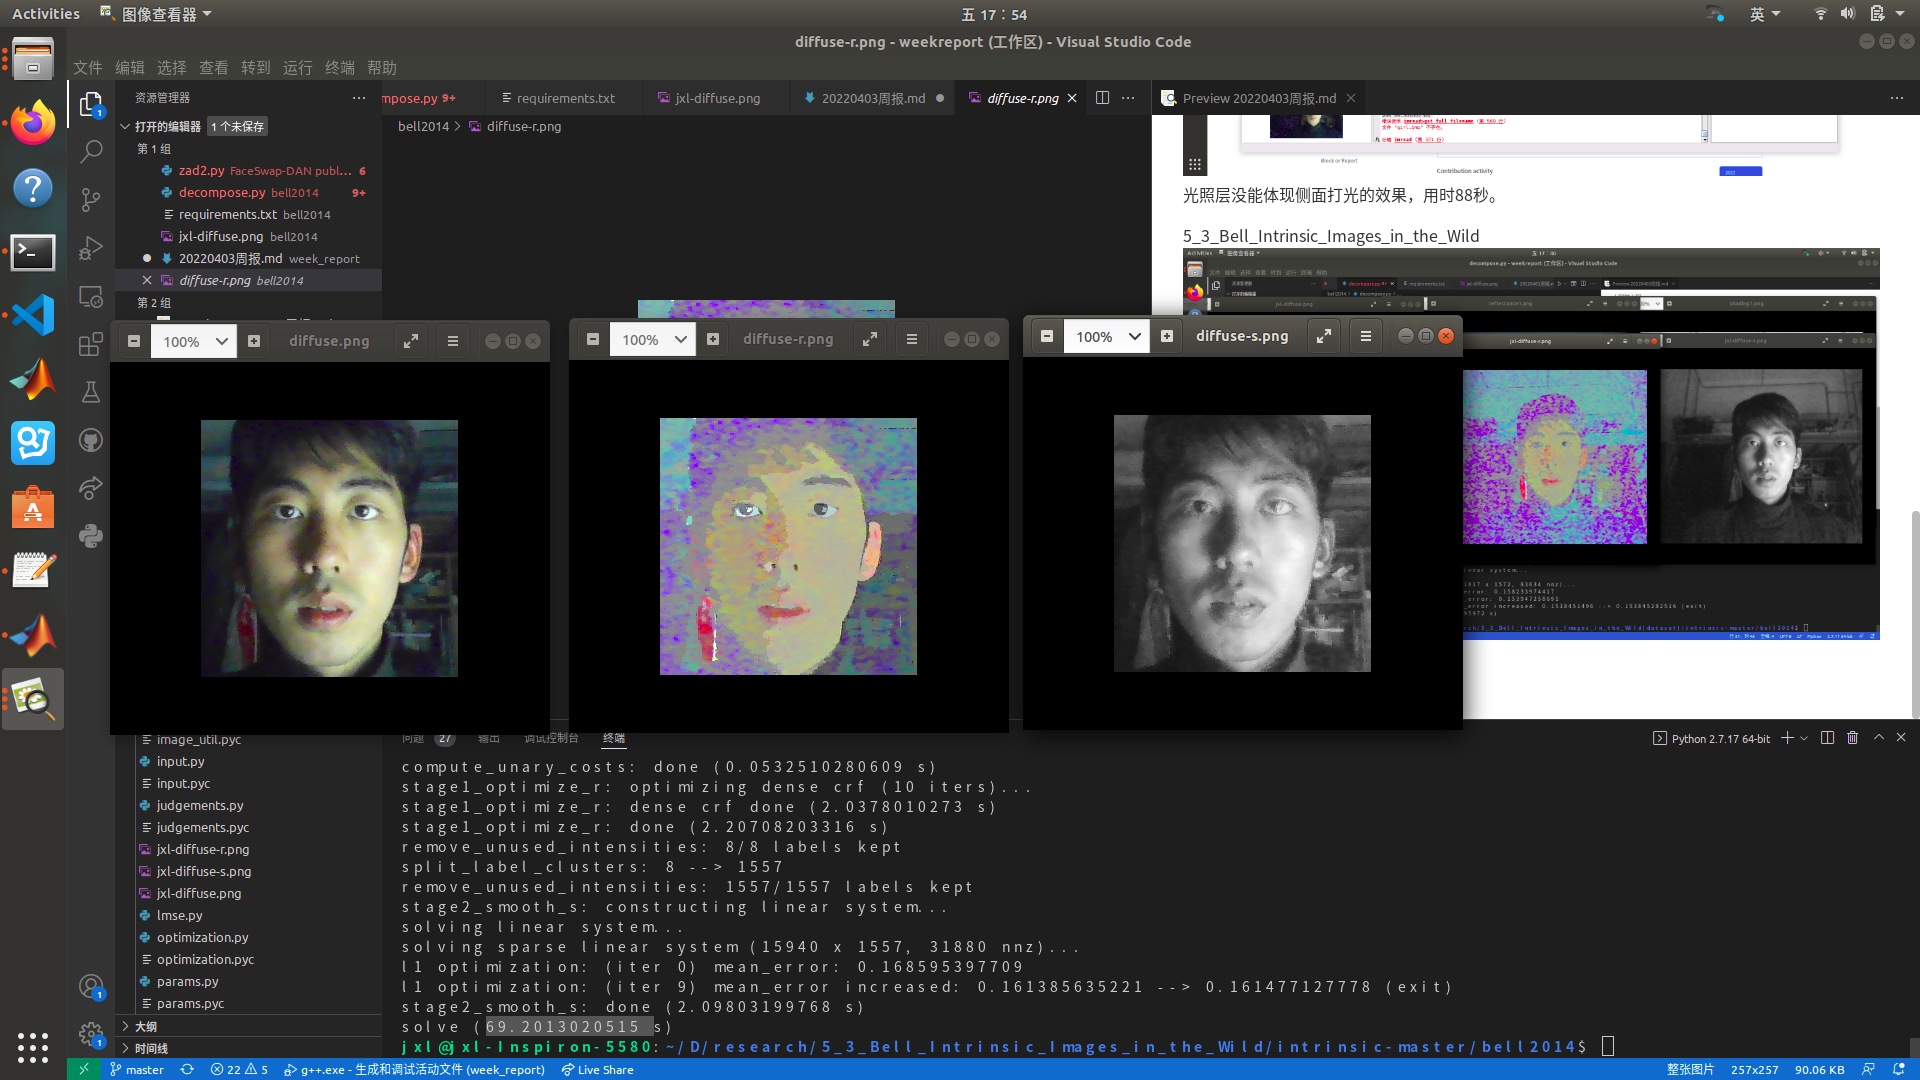 Activities 图像查看器 五 17：54 英
diffuse-r.png - weekreport (工作区) - Visual Studio Code
文件 编辑 选择 查看 转到 运行 终端 帮助
资源管理器 ···
mpose.py 9+ requirements.txt jxl-diffuse.png 20220403周报.md ● diffuse-r.png × ···
Preview 20220403周报.md × ···
打开的编辑器 1 个未保存
bell2014 > diffuse-r.png
第 1 组
zad2.py FaceSwap-DAN publ... 6
decompose.py bell2014 9+
requirements.txt bell2014
jxl-diffuse.png bell2014
20220403周报.md week_report
diffuse-r.png bell2014
第 2 组
Block or Report
Contribution activity
2022
光照层没能体现侧面打光的效果，用时88秒。
5_3_Bell_Intrinsic_Images_in_the_Wild
100% diffuse.png
100% diffuse-r.png
100% diffuse-s.png
jxl-diffuse-r.png
jxl-diffuse-s.png
image_util.pyc
input.py
input.pyc
judgements.py
judgements.pyc
jxl-diffuse-r.png
jxl-diffuse-s.png
jxl-diffuse.png
lmse.py
optimization.py
optimization.pyc
params.py
params.pyc
大纲
时间线
问题 27 输出 调试控制台 终端
Python 2.7.17 64-bit
compute_unary_costs: done (0.0532510280609 s)
stage1_optimize_r: optimizing dense crf (10 iters)...
stage1_optimize_r: dense crf done (2.0378010273 s)
stage1_optimize_r: done (2.20708203316 s)
remove_unused_intensities: 8/8 labels kept
split_label_clusters: 8 --> 1557
remove_unused_intensities: 1557/1557 labels kept
stage2_smooth_s: constructing linear system...
solving linear system...
solving sparse linear system (15940 x 1557, 31880 nnz)...
l1 optimization: (iter 0) mean_error: 0.168595397709
l1 optimization: (iter 9) mean_error increased: 0.161385635221 --> 0.161477127778 (exit)
stage2_smooth_s: done (2.09803199768 s)
solve (69.2013020515 s)
jxl@jxl-Inspiron-5580:~/D/research/5_3_Bell_Intrinsic_Images_in_the_Wild/intrinsic-master/bell2014$
master 22 5 g++.exe - 生成和调试活动文件 (week_report) Live Share
整张图片 257x257 90.06 KB